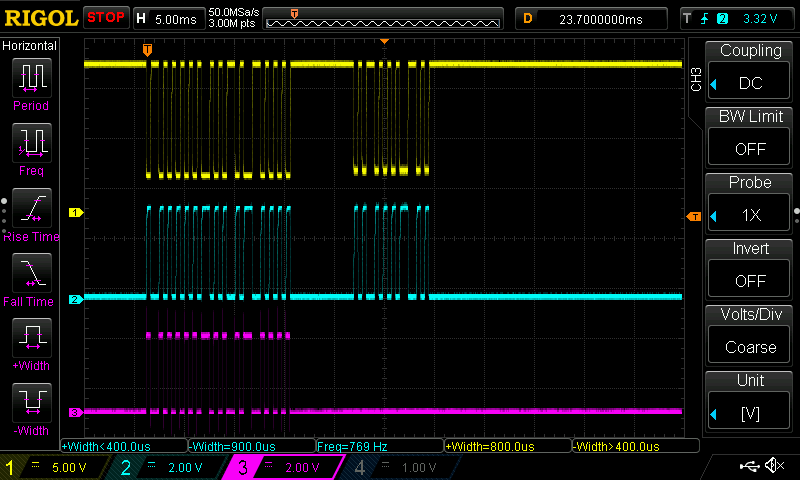 RIGOL STOP H 5.00ms 50.0MSa/s D 23.7000000ms T 2 3.32 V
3.00M pts
T
Horizontal
Period
Freq
Rise Time
Fall Time
+Width
-Width
T
1
2
3
T
CH3
Coupling
DC
BW Limit
OFF
Probe
1X
Invert
OFF
Volts/Div
Coarse
Unit
[V]
+Width<400.0us -Width=900.0us Freq=769 Hz +Width=800.0us -Width>400.0us
1 5.00 V 2 2.00 V 3 2.00 V 4 1.00 V